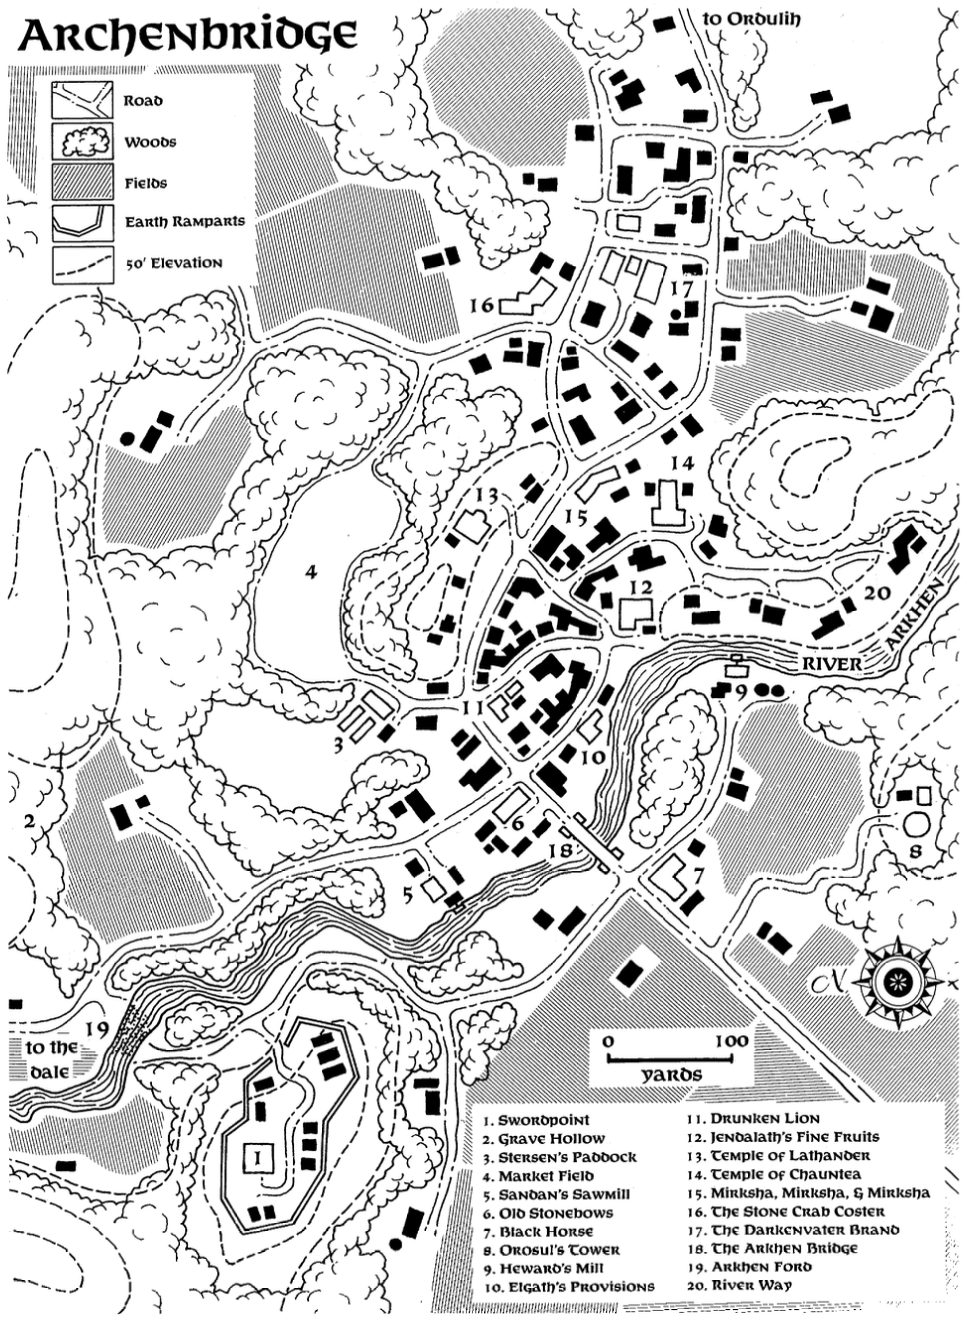 Archenbridge
to Ordulin
Road
Woods
Fields
Earth Ramparts
50' Elevation
16
17
14
13
15
4
12
20
River Arkhen
9
11
3
10
2
6
18
8
7
5
N
19
to the
dale
0 100
yards
1
1. Swordpoint
2. Grave Hollow
3. Stersen's Paddock
4. Market Field
5. Sandan's Sawmill
6. Old Stonebows
7. Black Horse
8. Orosul's Tower
9. Heward's Mill
10. Elgath's Provisions
11. Drunken Lion
12. Jendalath's Fine Fruits
13. Temple of Lathander
14. Temple of Chauntea
15. Mirksha, Mirksha, & Mirksha
16. The Stone Crab Coster
17. The Darkenvater Brand
18. The Arkhen Bridge
19. Arkhen Ford
20. River Way